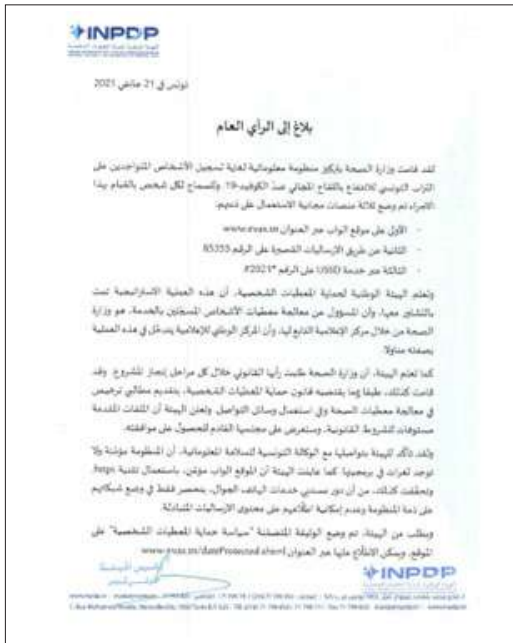 INPDP
تونس في 21 جانفي 2021
بلاغ إلى الرأي العام
لقد قامت وزارة الصحة بتركيز منظومة معلوماتية لغاية تسجيل الأشخاص المتواجدين على
التراب التونسي للانتفاع باللقاح المجاني ضدّ الكوفيد-19. وللسماح لكل شخص بالقيام بهذا
الاجراء تم وضع ثلاثة منصات مجانية الاستعمال على ذمتهم:
- الأولى على موقع الواب عبر العنوان www.evax.tn
- الثانية عن طريق الإرساليات القصيرة على الرقم 85355
- الثالثة عبر خدمة USSD على الرقم *2021#
وتعلم الهيئة الوطنية لحماية المعطيات الشخصية، أن هذه العملية الاستراتيجية تمت
بالتشاور معها، وأن المسؤول عن معالجة معطيات الأشخاص المسجلين بالخدمة، هو وزارة
الصحة من خلال مركز الإعلامية التابع لها، وأن المركز الوطني للإعلامية يتدخل في هذه العملية
بصفته مناولا.
كما تعلم الهيئة، أن وزارة الصحة طلبت رأيها القانوني خلال كل مراحل إنجاز المشروع. وقد
قامت كذلك، طبقا لما يقتضيه قانون حماية المعطيات الشخصية، بتقديم مطالب ترخيص
في معالجة معطيات الصحة وفي استعمال وسائل التواصل. وتعلن الهيئة أن الملفات المقدمة
مستوفات للشروط القانونية، وستعرض على مجلسها القادم للحصول على موافقته.
ولقد تأكد للهيئة بتواصلها مع الوكالة التونسية للسلامة المعلوماتية، أن المنظومة مؤمنة ولا
توجد ثغرات في برمجيتها. كما عاينت الهيئة أن الموقع الواب مؤمن، باستعمال تقنية https.
وتحققت كذلك، من أن دور مسديي خدمات الهاتف الجوال، ينحصر فقط في وضع شبكاتهم
على ذمة المنظومة وعدم إمكانية اطلاعهم على محتوى الإرساليات المتبادلة.
وبطلب من الهيئة، تم وضع الوثيقة المتضمنة "سياسة حماية المعطيات الشخصية" على
الموقع، ويمكن الاطلاع عليها عبر العنوان www.evax.tn/dateProtected.xhtml
INPDP